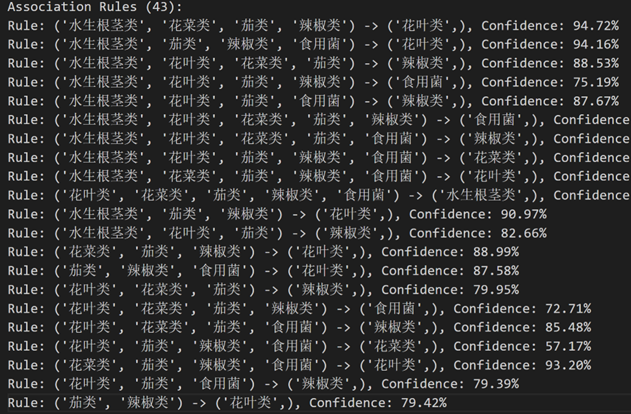 Association Rules (43):
Rule: ('水生根茎类', '花菜类', '茄类', '辣椒类') -> ('花叶类',), Confidence: 94.72%
Rule: ('水生根茎类', '茄类', '辣椒类', '食用菌') -> ('花叶类',), Confidence: 94.16%
Rule: ('水生根茎类', '花叶类', '花菜类', '茄类') -> ('辣椒类',), Confidence: 88.53%
Rule: ('水生根茎类', '花叶类', '茄类', '辣椒类') -> ('食用菌',), Confidence: 75.19%
Rule: ('水生根茎类', '花叶类', '茄类', '食用菌') -> ('辣椒类',), Confidence: 87.67%
Rule: ('水生根茎类', '花叶类', '花菜类', '茄类', '辣椒类') -> ('食用菌',), Confidence
Rule: ('水生根茎类', '花叶类', '花菜类', '茄类', '食用菌') -> ('辣椒类',), Confidence
Rule: ('水生根茎类', '花叶类', '茄类', '辣椒类', '食用菌') -> ('花菜类',), Confidence
Rule: ('水生根茎类', '花菜类', '茄类', '辣椒类', '食用菌') -> ('花叶类',), Confidence
Rule: ('花叶类', '花菜类', '茄类', '辣椒类', '食用菌') -> ('水生根茎类',), Confidence
Rule: ('水生根茎类', '茄类', '辣椒类') -> ('花叶类',), Confidence: 90.97%
Rule: ('水生根茎类', '花叶类', '茄类') -> ('辣椒类',), Confidence: 82.66%
Rule: ('花菜类', '茄类', '辣椒类') -> ('花叶类',), Confidence: 88.99%
Rule: ('茄类', '辣椒类', '食用菌') -> ('花叶类',), Confidence: 87.58%
Rule: ('花叶类', '花菜类', '茄类') -> ('辣椒类',), Confidence: 79.95%
Rule: ('花叶类', '花菜类', '茄类', '辣椒类') -> ('食用菌',), Confidence: 72.71%
Rule: ('花叶类', '花菜类', '茄类', '食用菌') -> ('辣椒类',), Confidence: 85.48%
Rule: ('花叶类', '茄类', '辣椒类', '食用菌') -> ('花菜类',), Confidence: 57.17%
Rule: ('花菜类', '茄类', '辣椒类', '食用菌') -> ('花叶类',), Confidence: 93.20%
Rule: ('花叶类', '茄类', '食用菌') -> ('辣椒类',), Confidence: 79.39%
Rule: ('茄类', '辣椒类') -> ('花叶类',), Confidence: 79.42%